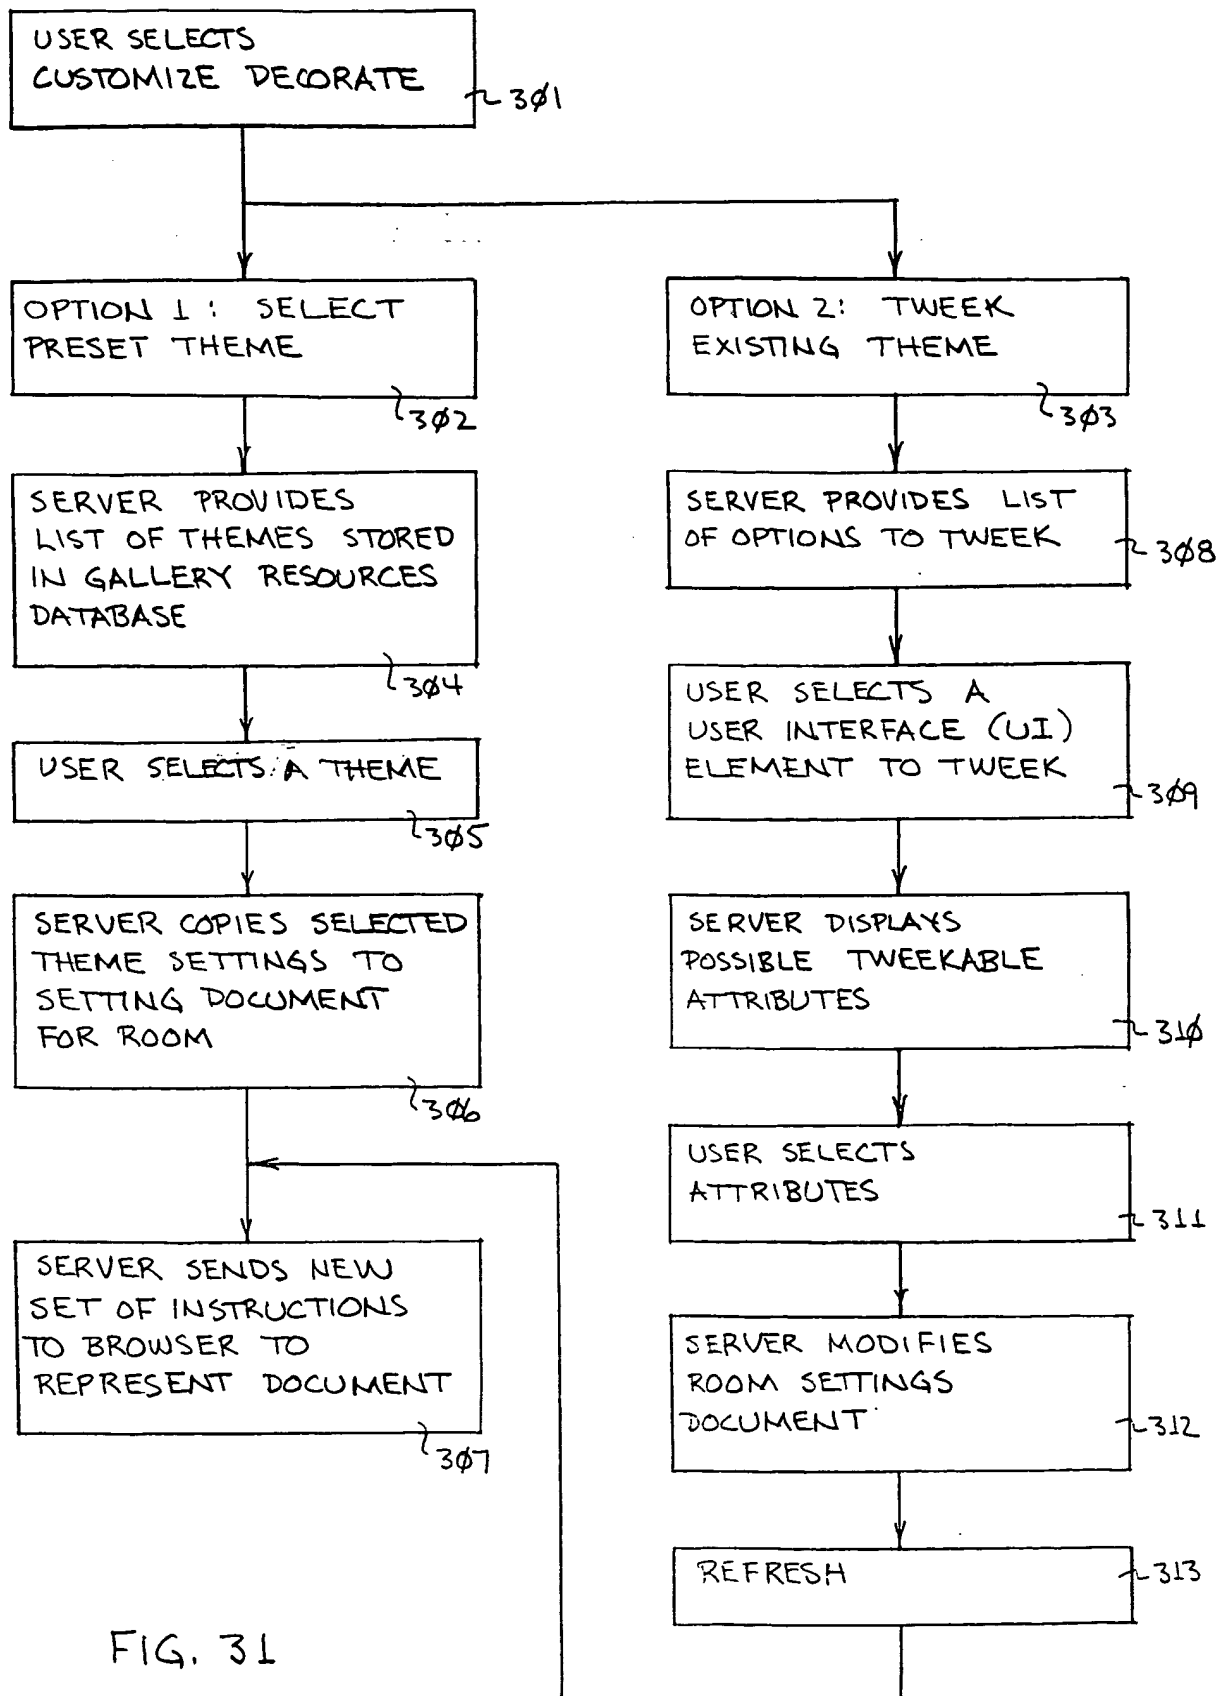 USER SELECTS
CUSTOMIZE DECORATE
301
OPTION 1: SELECT
PRESET THEME
302
SERVER PROVIDES
LIST OF THEMES STORED
IN GALLERY RESOURCES
DATABASE
304
USER SELECTS A THEME
305
SERVER COPIES SELECTED
THEME SETTINGS TO
SETTING DOCUMENT
FOR ROOM
306
SERVER SENDS NEW
SET OF INSTRUCTIONS
TO BROWSER TO
REPRESENT DOCUMENT
307
OPTION 2: TWEEK
EXISTING THEME
303
SERVER PROVIDES LIST
OF OPTIONS TO TWEEK
308
USER SELECTS A
USER INTERFACE (UI)
ELEMENT TO TWEEK
309
SERVER DISPLAYS
POSSIBLE TWEEKABLE
ATTRIBUTES
310
USER SELECTS
ATTRIBUTES
311
SERVER MODIFIES
ROOM SETTINGS
DOCUMENT
312
REFRESH
313
FIG. 31